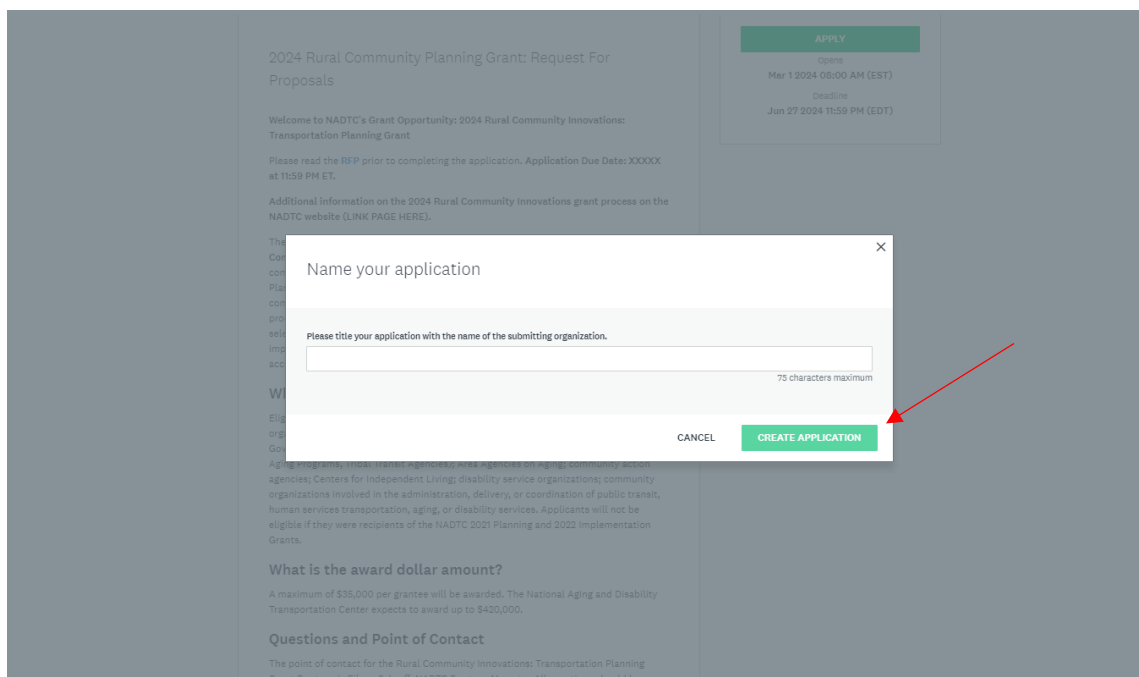 2024 Rural Community Planning Grant: Request For
Proposals
Welcome to NADTC's Grant Opportunity: 2024 Rural Community Innovations:
Transportation Planning Grant
Please read the RFP prior to completing the application. Application Due Date: XXXXX
at 11:59 PM ET.
Additional information on the 2024 Rural Community Innovations grant process on the
NADTC website (LINK PAGE HERE).
APPLY
Opens
Mar 1 2024 08:00 AM (EST)
Deadline
Jun 27 2024 11:59 PM (EDT)
Name your application
Please title your application with the name of the submitting organization.
75 characters maximum
CANCEL
CREATE APPLICATION
Aging Programs, Tribal Transit Agencies); Area Agencies on Aging; community action
agencies; Centers for Independent Living; disability service organizations; community
organizations involved in the administration, delivery, or coordination of public transit,
human services transportation, aging, or disability services. Applicants will not be
eligible if they were recipients of the NADTC 2021 Planning and 2022 Implementation
Grants.
What is the award dollar amount?
A maximum of $35,000 per grantee will be awarded. The National Aging and Disability
Transportation Center expects to award up to $420,000.
Questions and Point of Contact
The point of contact for the Rural Community Innovations: Transportation Planning